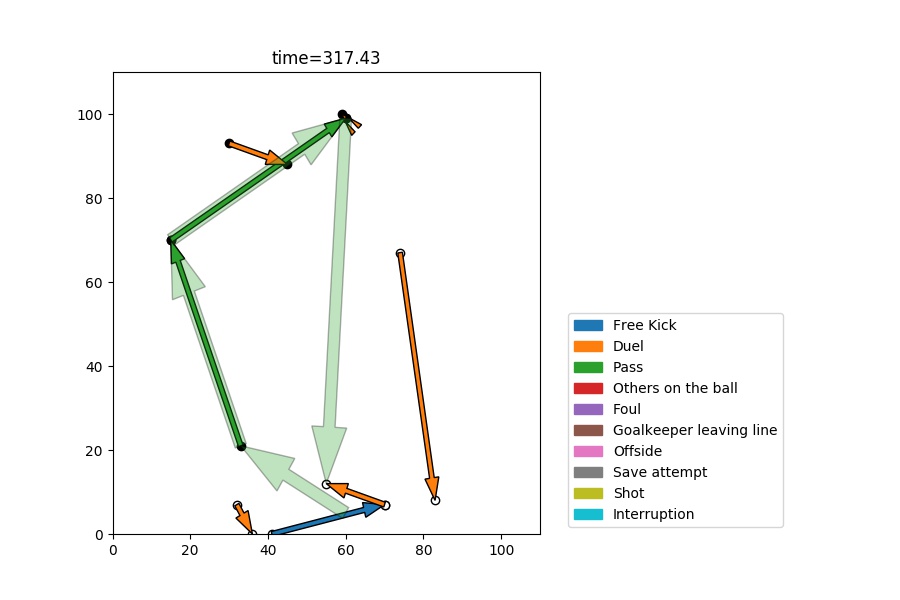 time=317.43
100
80
60
40
20
0
0 20 40 60 80 100
Free Kick
Duel
Pass
Others on the ball
Foul
Goalkeeper leaving line
Offside
Save attempt
Shot
Interruption